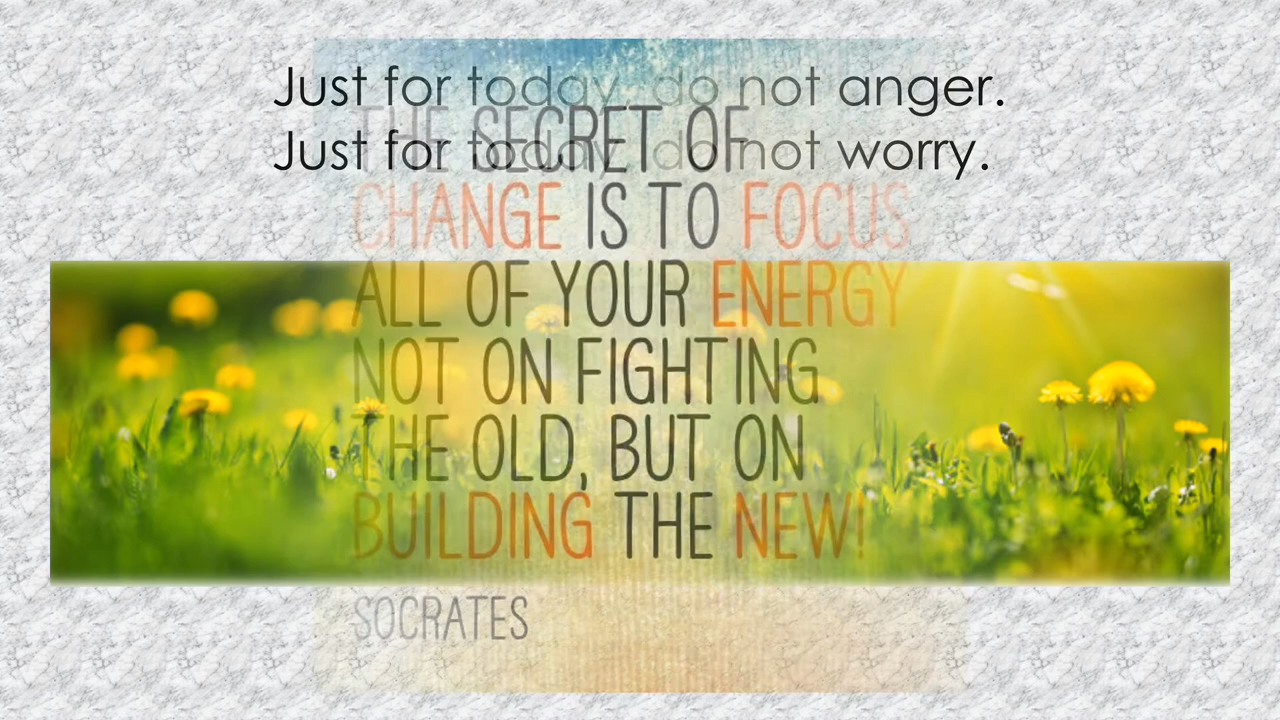 Just for today, do not anger.
Just for today, do not worry.
THE SECRET OF
CHANGE IS TO FOCUS
ALL OF YOUR ENERGY
NOT ON FIGHTING
THE OLD, BUT ON
BUILDING THE NEW!
SOCRATES